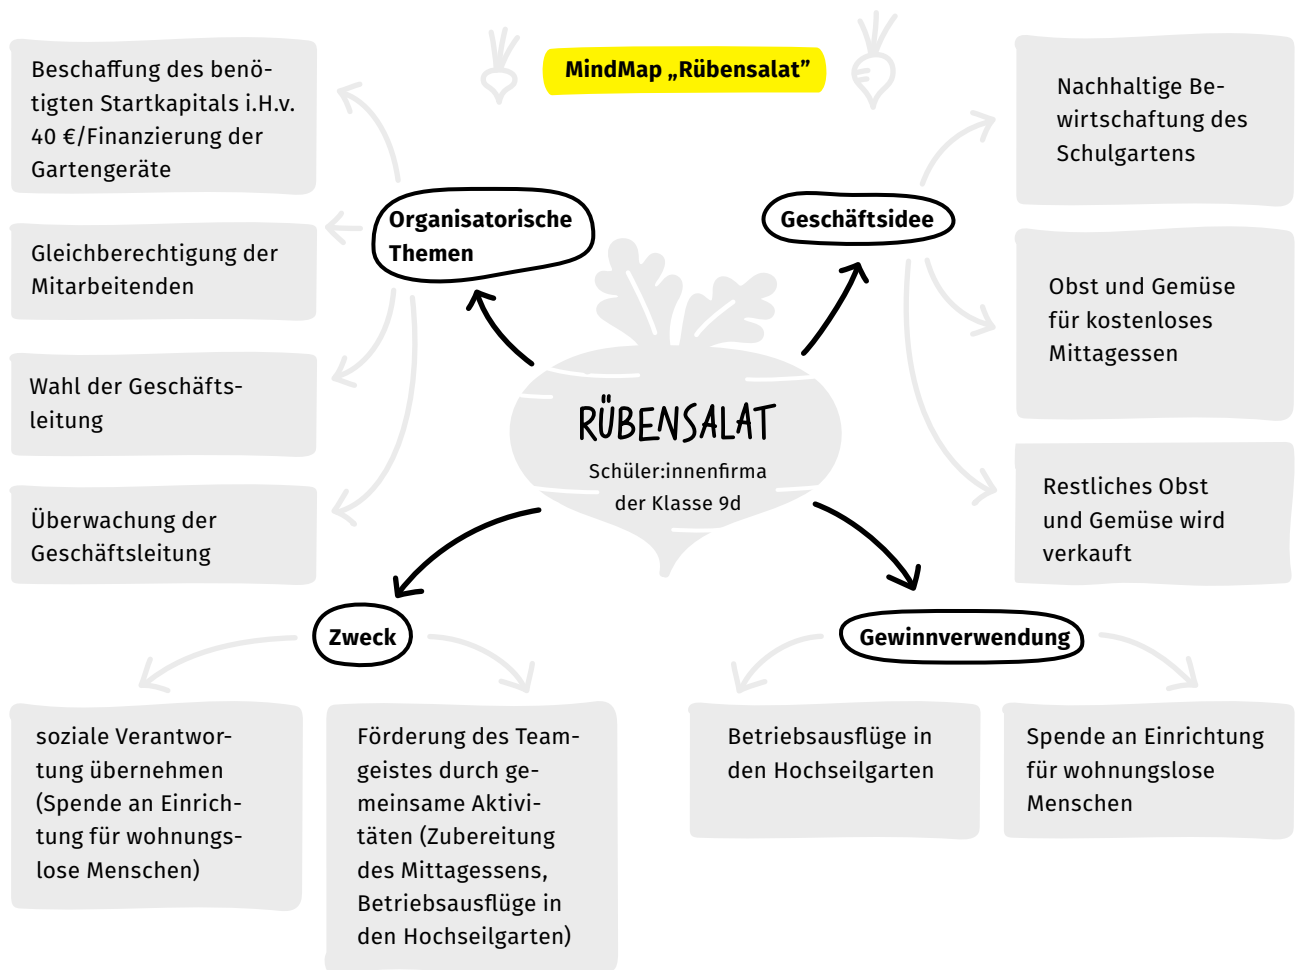 MindMap „Rübensalat”
Beschaffung des benö-
tigten Startkapitals i.H.v.
40 €/Finanzierung der
Gartengeräte
Gleichberechtigung der
Mitarbeitenden
Wahl der Geschäfts-
leitung
Überwachung der
Geschäftsleitung
Organisatorische
Themen
Geschäftsidee
Nachhaltige Be-
wirtschaftung des
Schulgartens
Obst und Gemüse
für kostenloses
Mittagessen
Restliches Obst
und Gemüse wird
verkauft
RÜBENSALAT
Schüler:innenfirma
der Klasse 9d
Zweck
soziale Verantwor-
tung übernehmen
(Spende an Einrich-
tung für wohnungs-
lose Menschen)
Förderung des Team-
geistes durch ge-
meinsame Aktivi-
täten (Zubereitung
des Mittagessens,
Betriebsausflüge in
den Hochseilgarten)
Gewinnverwendung
Betriebsausflüge in
den Hochseilgarten
Spende an Einrichtung
für wohnungslose
Menschen